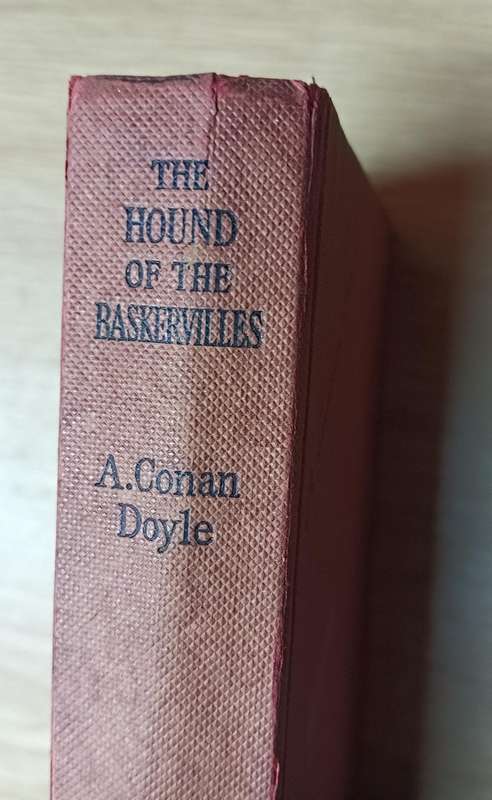 THE
HOUND
OF THE
BASKERVILLES
A.Conan
Doyle